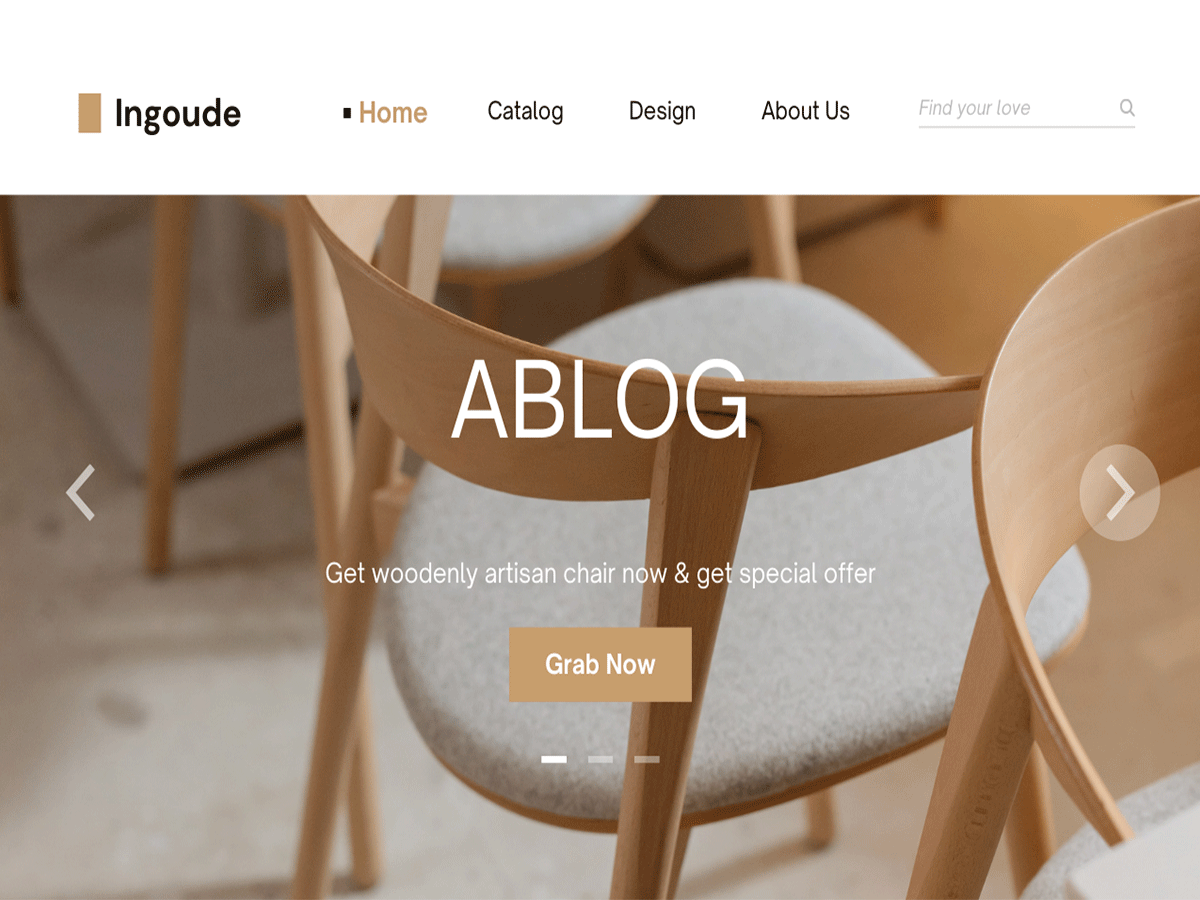 Ingoude
Home
Catalog
Design
About Us
Find your love
ABLOG
Get woodenly artisan chair now & get special offer
Grab Now